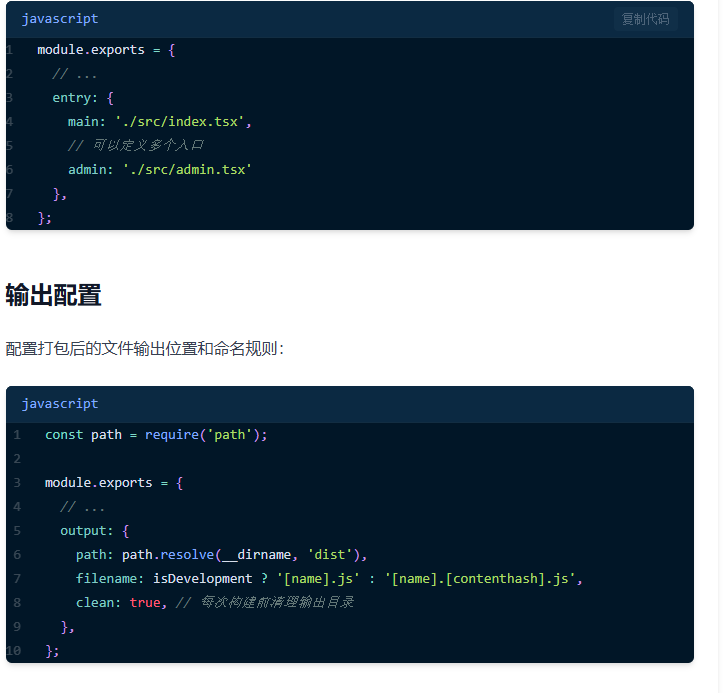 javascript
复制代码
1 module.exports = {
2   // ...
3   entry: {
4     main: './src/index.tsx',
5     // 可以定义多个入口
6     admin: './src/admin.tsx'
7   },
8 };
输出配置
配置打包后的文件输出位置和命名规则：
javascript
1 const path = require('path');
2
3 module.exports = {
4   // ...
5   output: {
6     path: path.resolve(__dirname, 'dist'),
7     filename: isDevelopment ? '[name].js' : '[name].[contenthash].js',
8     clean: true, // 每次构建前清理输出目录
9   },
10 };